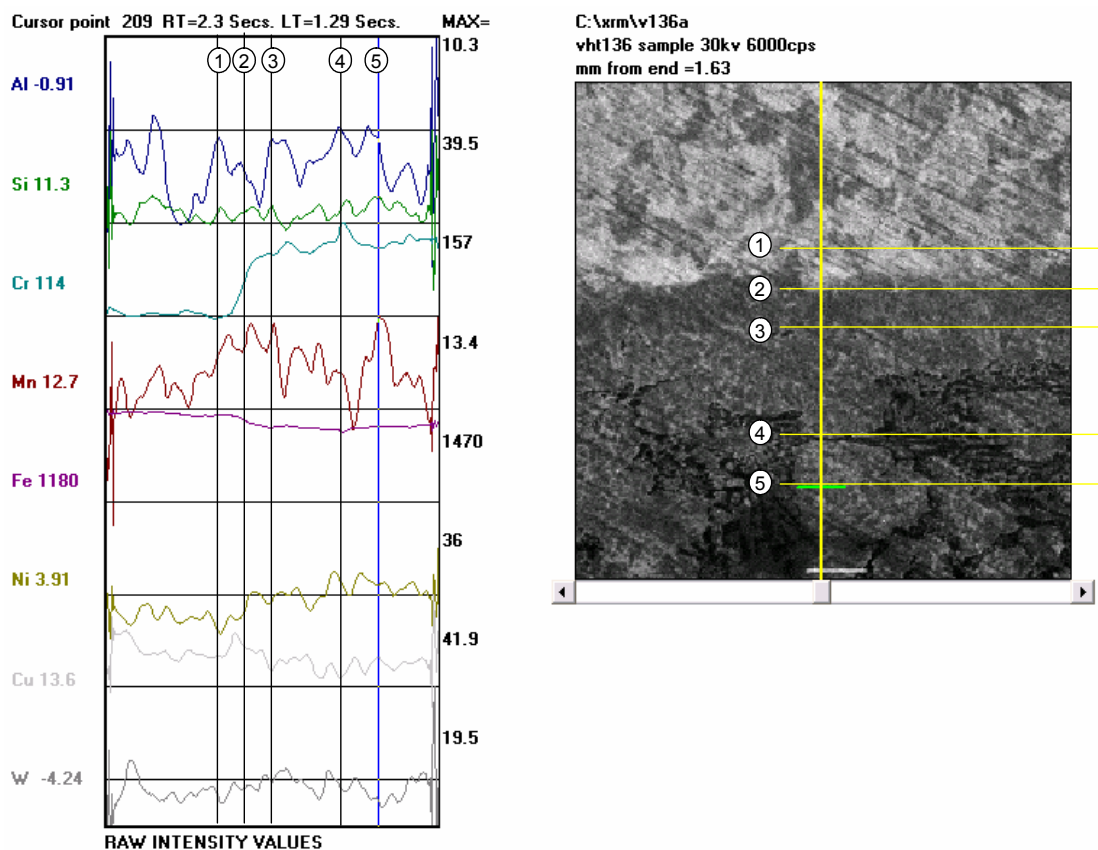 Cursor point 209 RT=2.3 Secs. LT=1.29 Secs. MAX=
10.3
1 2 3 4 5
Al -0.91
39.5
Si 11.3
157
Cr 114
13.4
Mn 12.7
1470
Fe 1180
36
Ni 3.91
41.9
Cu 13.6
19.5
W -4.24
RAW INTENSITY VALUES
C:\xrm\v136a
vht136 sample 30kv 6000cps
mm from end =1.63
1
2
3
4
5